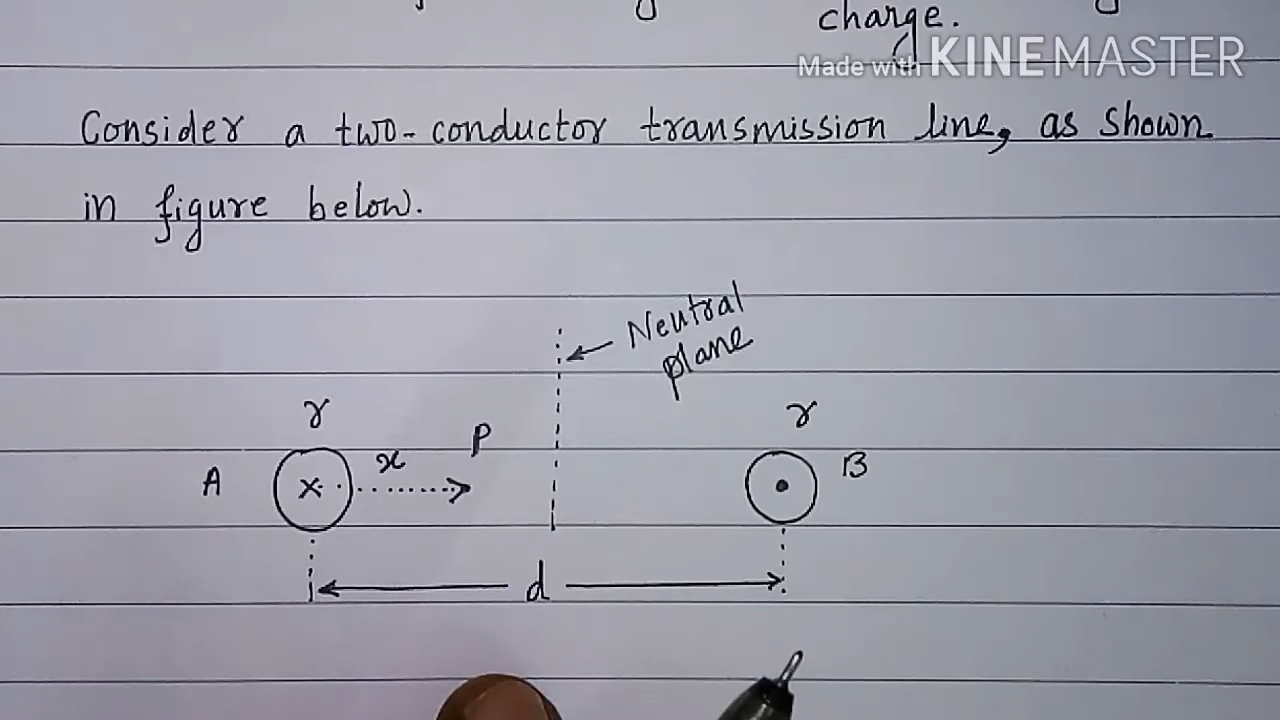 charge.
Made with KINEMASTER
Consider a two-conductor transmission line, as shown
in figure below.
Neutral
plane
r
r
A
x
P
B
d